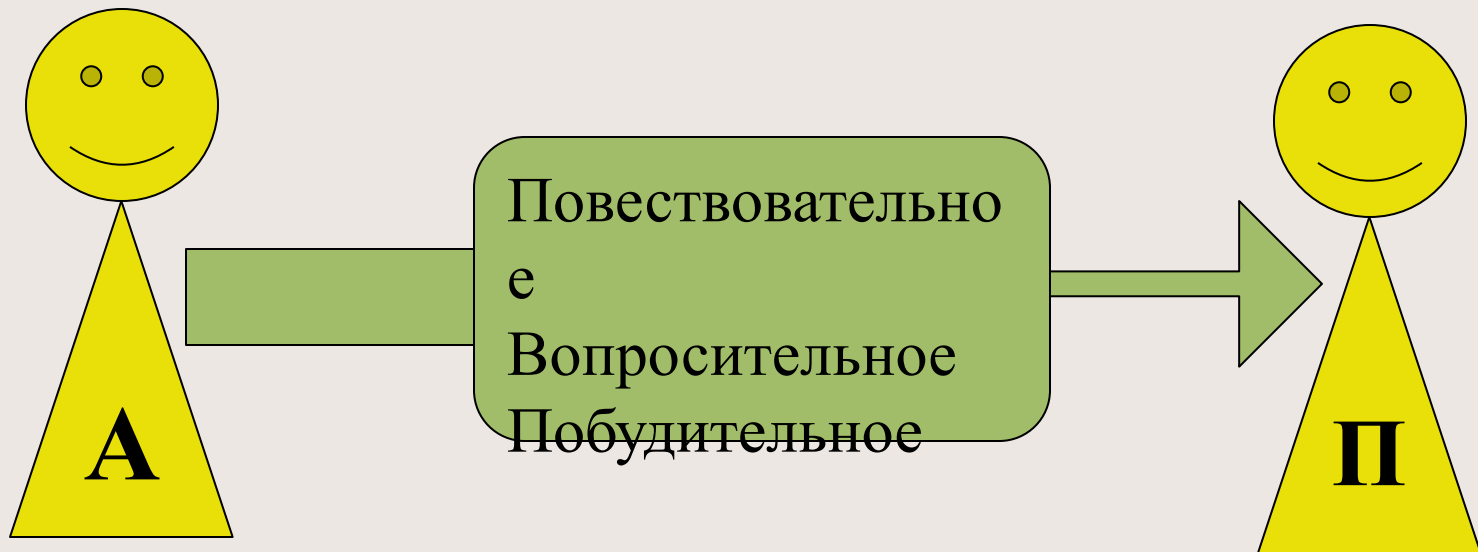 Повествовательно
е
Вопросительное
Побудительное
А
П